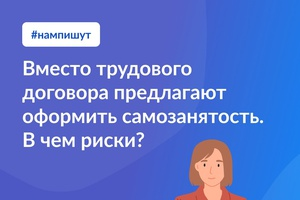 #нампишут
Вместо трудового
договора предлагают
оформить самозанятость.
В чем риски?